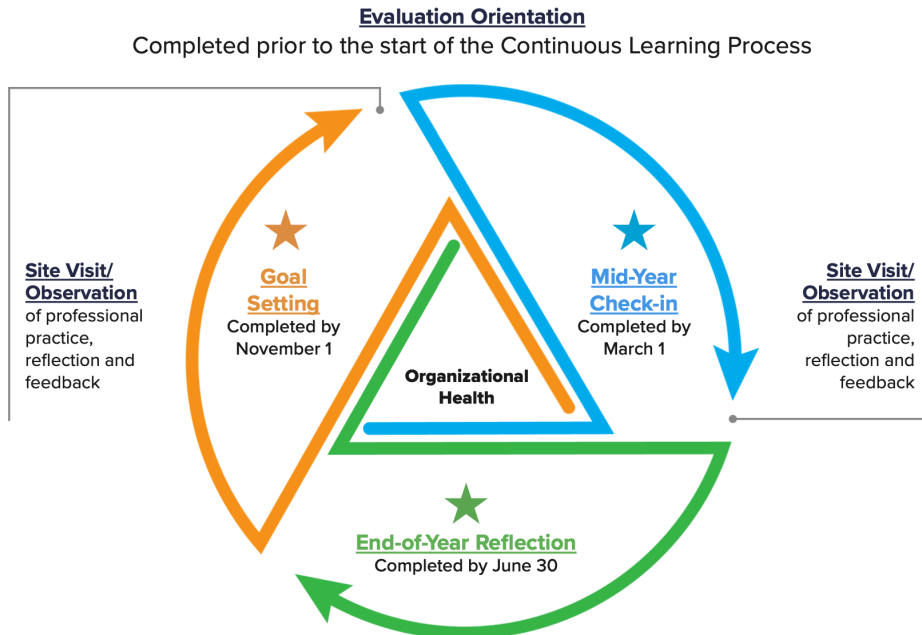 Evaluation Orientation
Completed prior to the start of the Continuous Learning Process
Site Visit/
Observation
of professional
practice,
reflection and
feedback
Goal
Setting
Completed by
November 1
Mid-Year
Check-in
Completed by
March 1
Site Visit/
Observation
of professional
practice,
reflection and
feedback
Organizational
Health
End-of-Year Reflection
Completed by June 30